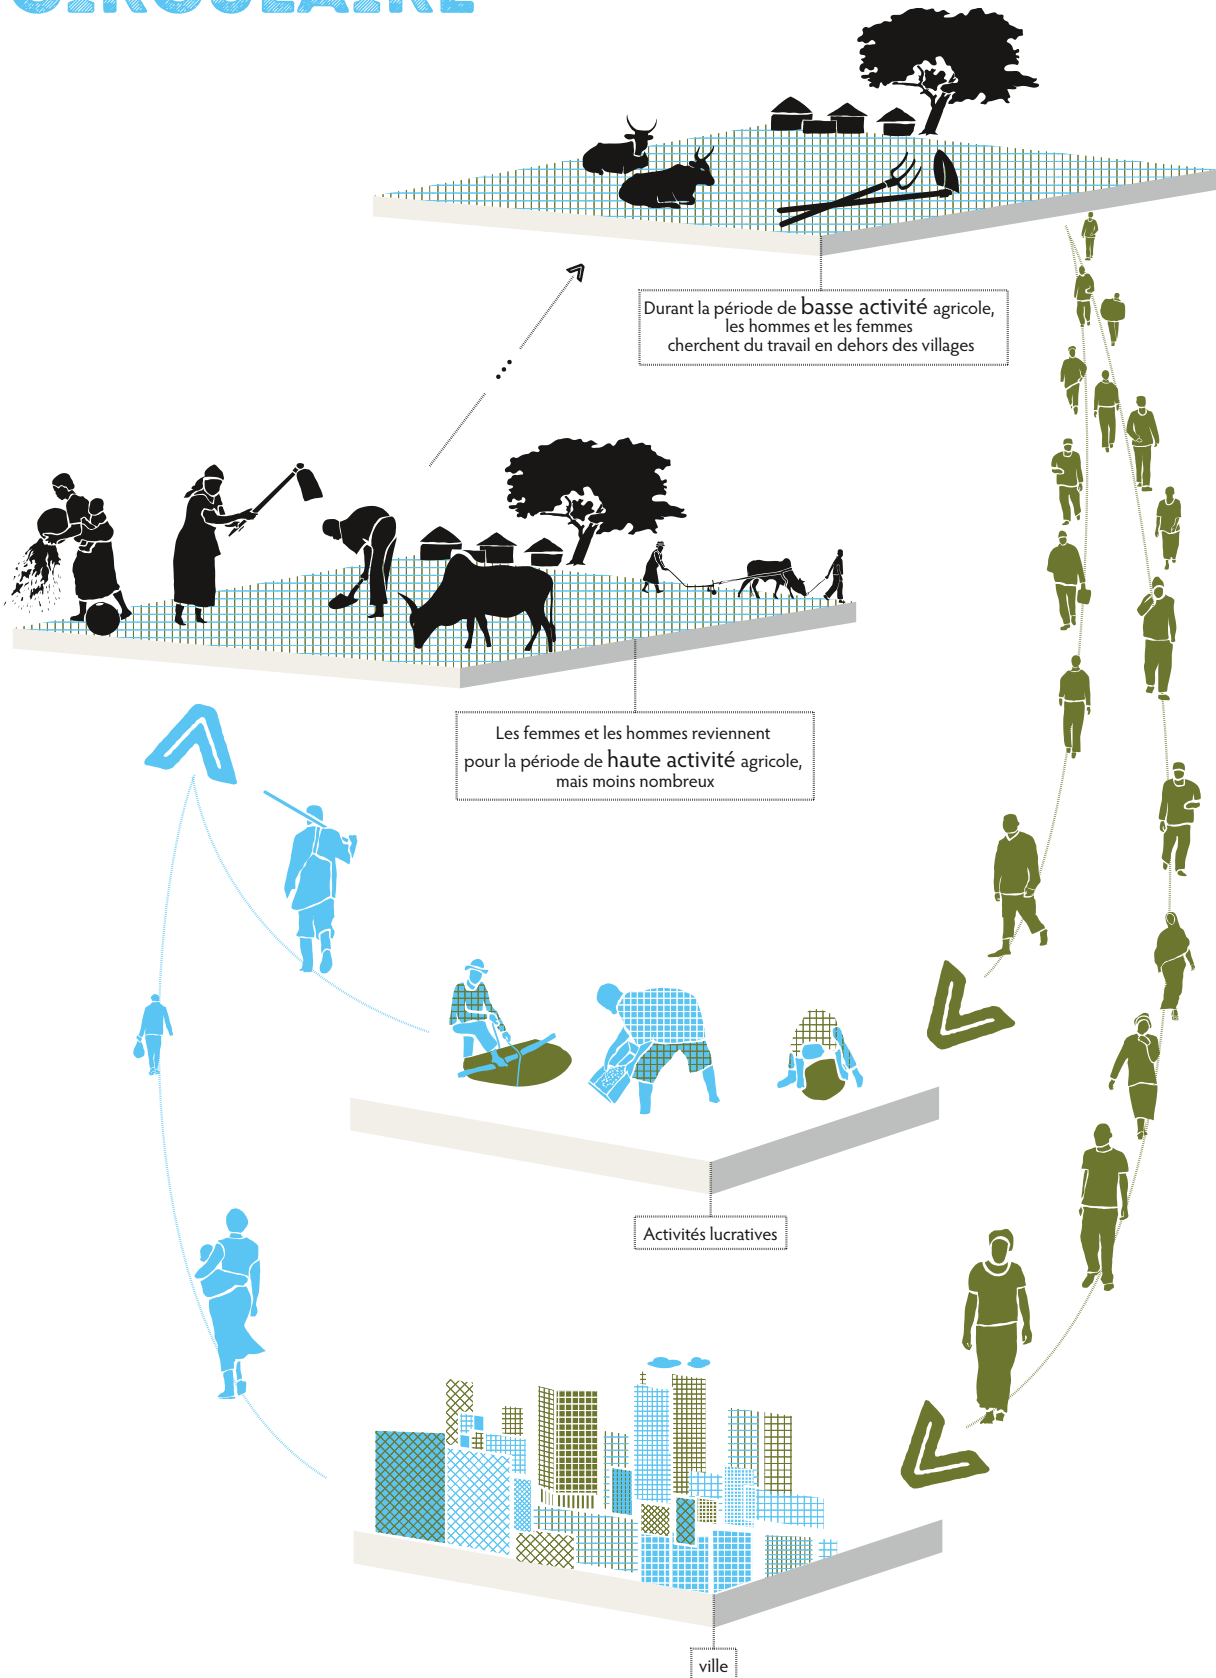 CIRCULAIRE
Durant la période de basse activité agricole,
les hommes et les femmes
cherchent du travail en dehors des villages
Les femmes et les hommes reviennent
pour la période de haute activité agricole,
mais moins nombreux
Activités lucratives
ville